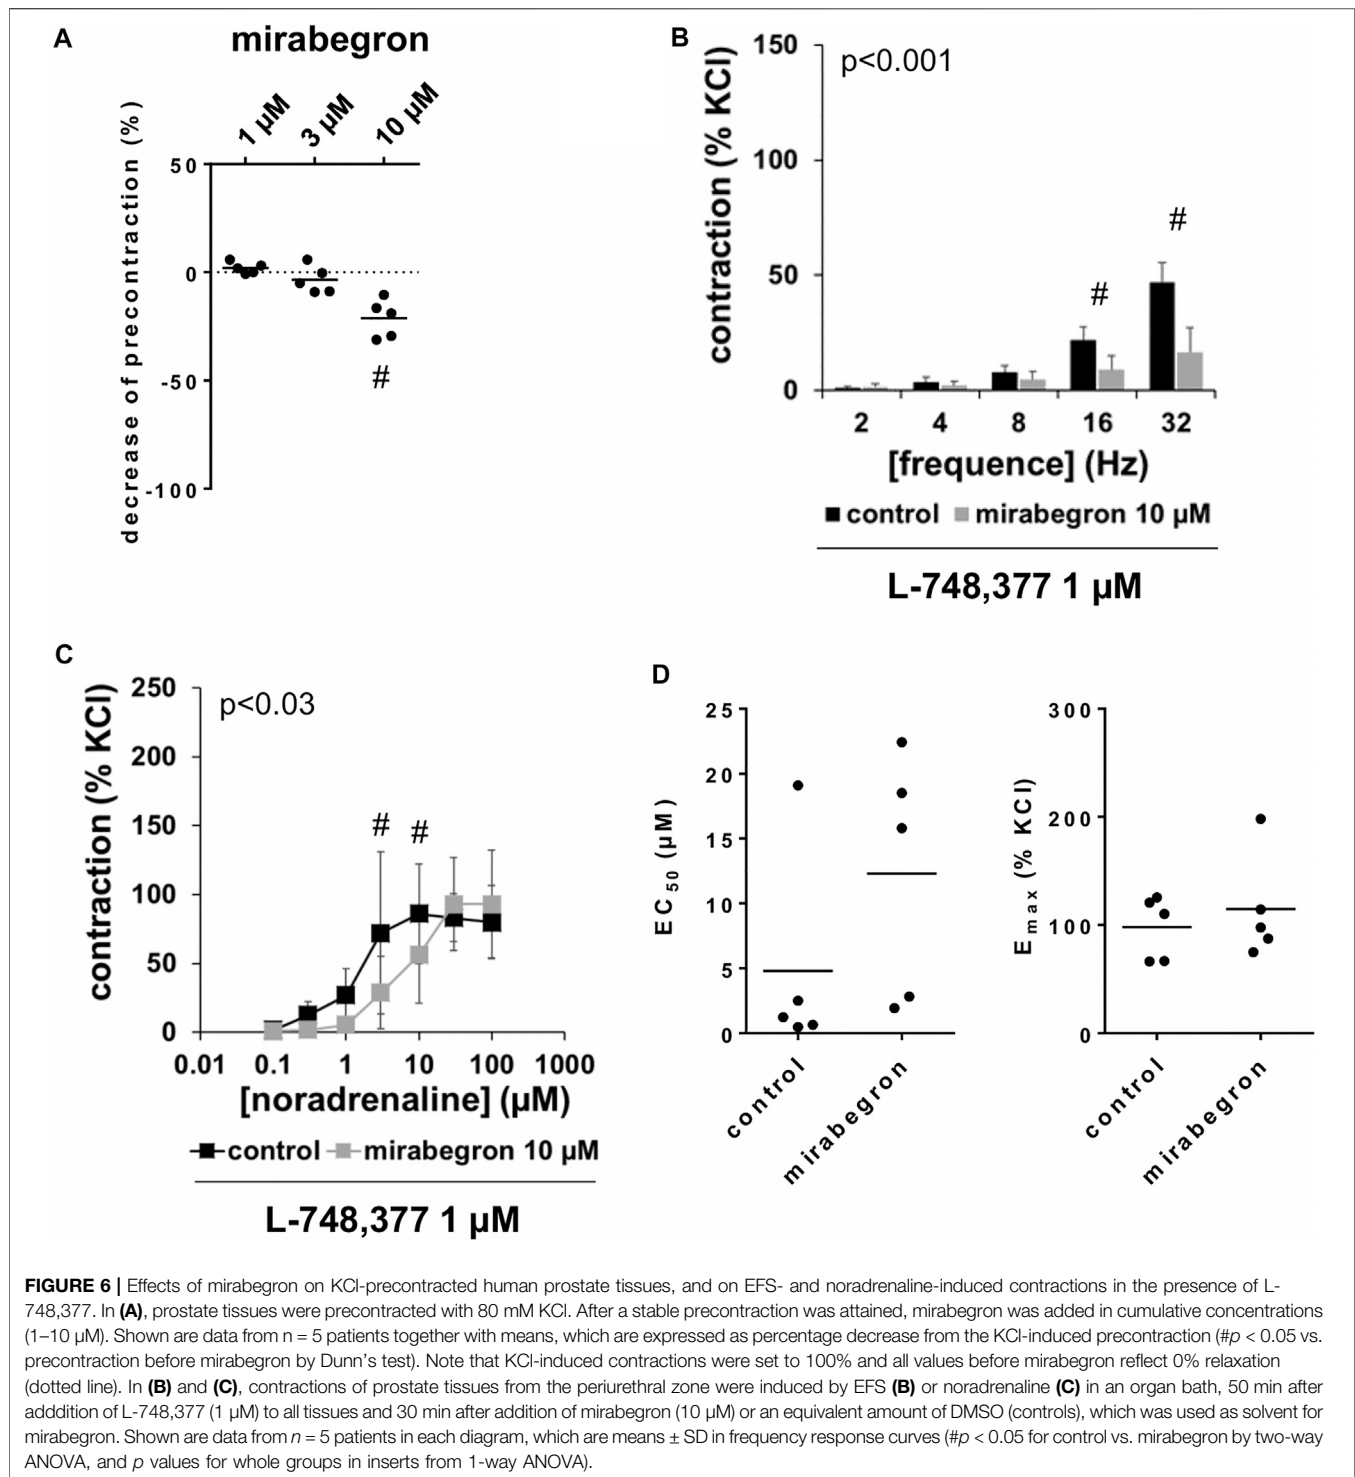 A
mirabegron
1 µM
3 µM
10 µM
decrease of precontraction (%)
50
0
-50
-100
#
B
contraction (% KCl)
150
100
50
0
p<0.001
#
#
2 4 8 16 32
[frequence] (Hz)
control mirabegron 10 µM
L-748,377 1 µM
C
contraction (% KCl)
250
200
150
100
50
0
p<0.03
# #
0.01 0.1 1 10 100 1000
[noradrenaline] (µM)
control mirabegron 10 µM
L-748,377 1 µM
D
EC50 (µM)
25
20
15
10
5
0
control
mirabegron
Emax (% KCl)
300
200
100
0
control
mirabegron
FIGURE 6 | Effects of mirabegron on KCl-precontracted human prostate tissues, and on EFS- and noradrenaline-induced contractions in the presence of L-
748,377. In (A), prostate tissues were precontracted with 80 mM KCl. After a stable precontraction was attained, mirabegron was added in cumulative concentrations
(1–10 µM). Shown are data from n = 5 patients together with means, which are expressed as percentage decrease from the KCl-induced precontraction (#p < 0.05 vs.
precontraction before mirabegron by Dunn's test). Note that KCl-induced contractions were set to 100% and all values before mirabegron reflect 0% relaxation
(dotted line). In (B) and (C), contractions of prostate tissues from the periurethral zone were induced by EFS (B) or noradrenaline (C) in an organ bath, 50 min after
adddition of L-748,377 (1 µM) to all tissues and 30 min after addition of mirabegron (10 µM) or an equivalent amount of DMSO (controls), which was used as solvent for
mirabegron. Shown are data from n = 5 patients in each diagram, which are means ± SD in frequency response curves (#p < 0.05 for control vs. mirabegron by two-way
ANOVA, and p values for whole groups in inserts from 1-way ANOVA).